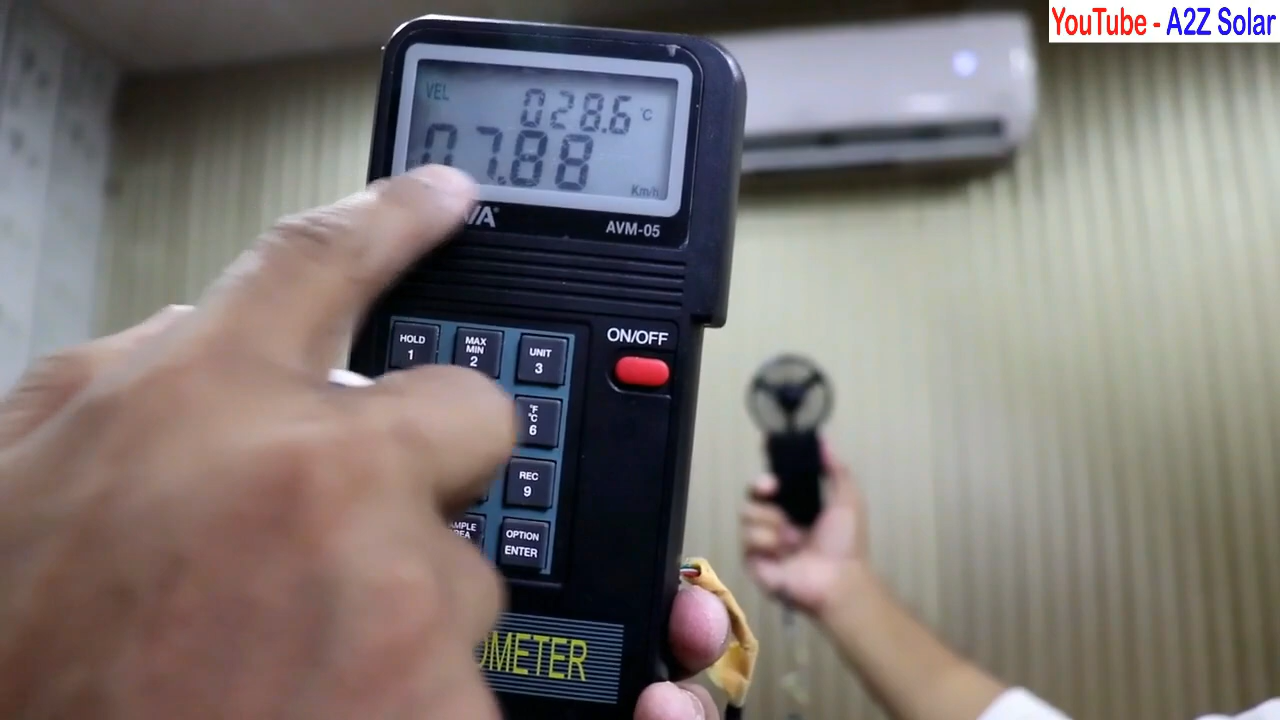 YouTube - A2Z Solar
VEL
028.6 °C
07.88
Km/h
AVM-05
HOLD
1
MAX
MIN
2
UNIT
3
ON/OFF
°F
°C
6
REC
9
OPTION
ENTER